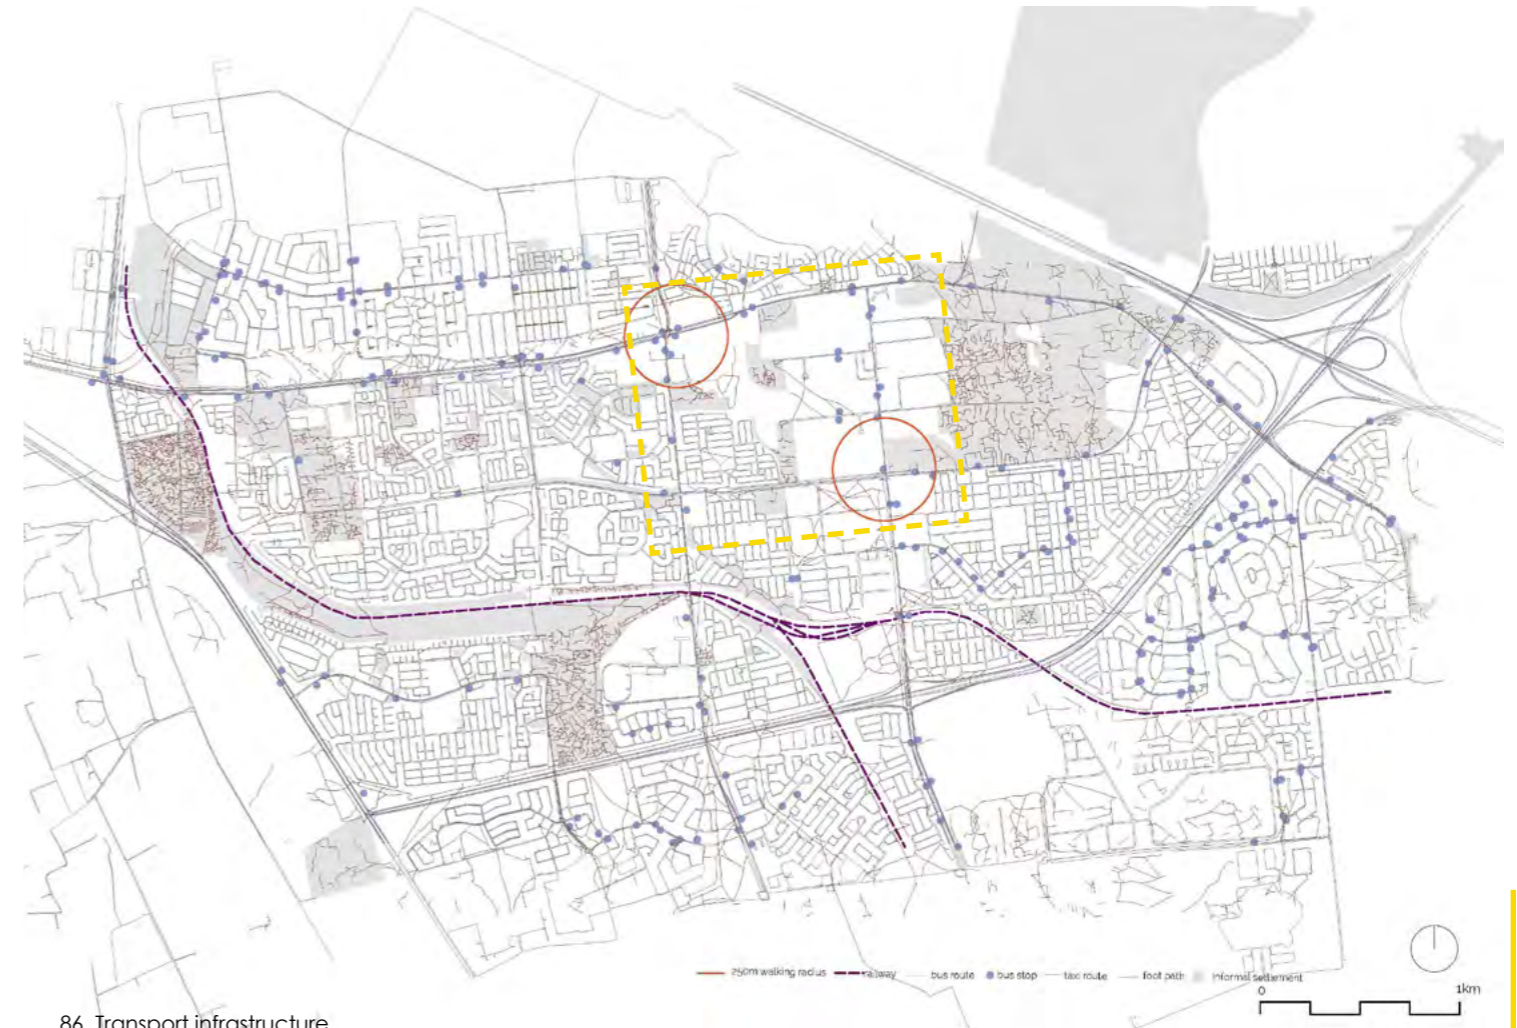 250m walking radius railway bus route bus stop taxi route foot path Informal settlement
0 1km
86 Transport infrastructure